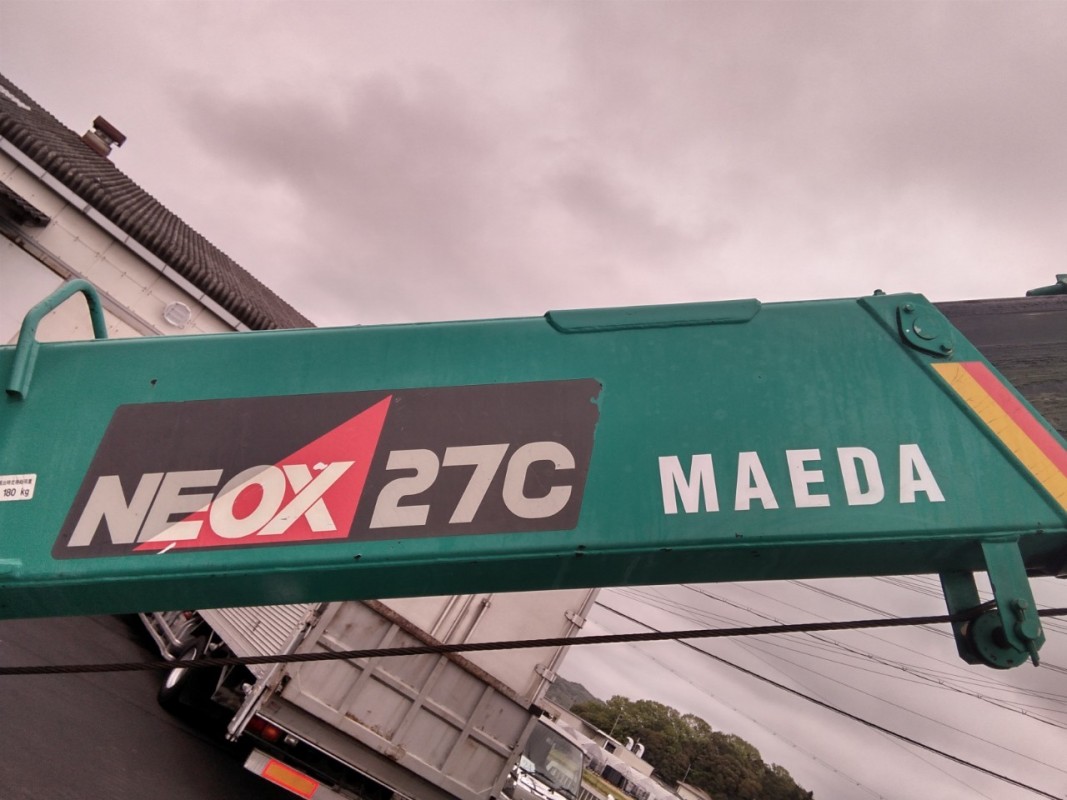 180 kg
NEOX 27C
MAEDA